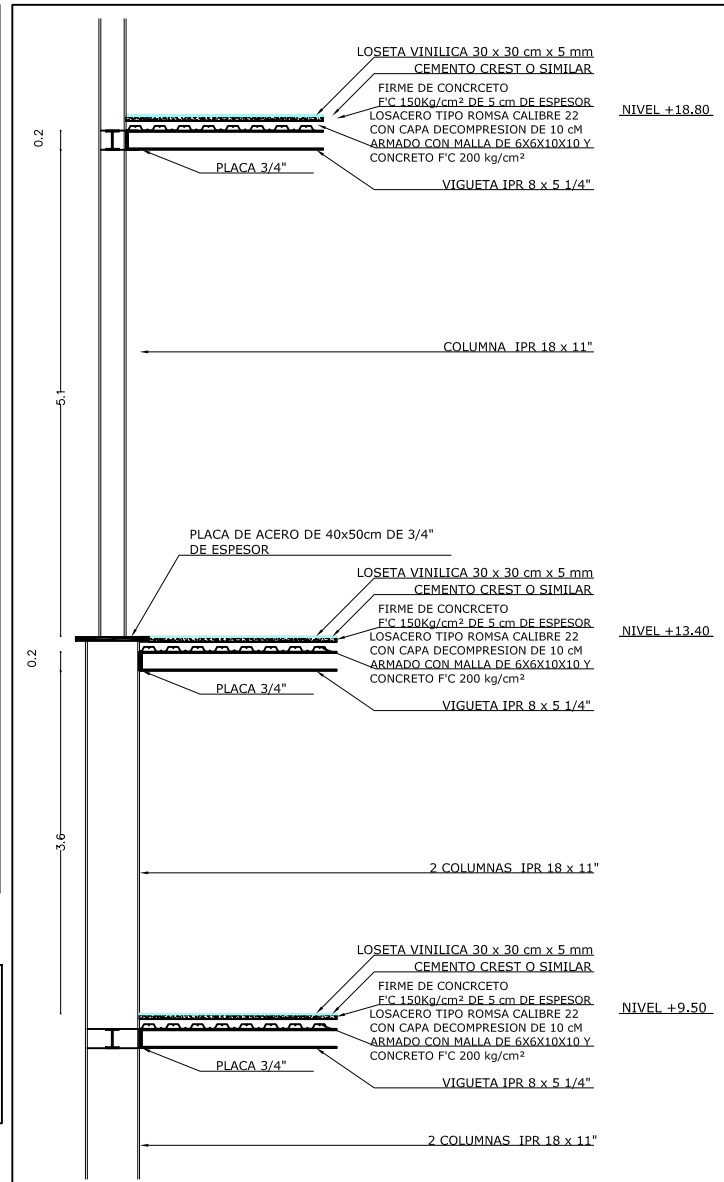 LOSETA VINILICA 30 x 30 cm x 5 mm
CEMENTO CREST O SIMILAR
FIRME DE CONCRCETO
F'C 150Kg/cm² DE 5 cm DE ESPESOR
LOSACERO TIPO ROMSA CALIBRE 22
CON CAPA DECOMPRESION DE 10 cM
ARMADO CON MALLA DE 6X6X10X10 Y
CONCRETO F'C 200 kg/cm²
NIVEL +18.80
0.2
PLACA 3/4"
VIGUETA IPR 8 x 5 1/4"
COLUMNA IPR 18 x 11"
5.1
PLACA DE ACERO DE 40x50cm DE 3/4"
DE ESPESOR
LOSETA VINILICA 30 x 30 cm x 5 mm
CEMENTO CREST O SIMILAR
FIRME DE CONCRCETO
F'C 150Kg/cm² DE 5 cm DE ESPESOR
LOSACERO TIPO ROMSA CALIBRE 22
CON CAPA DECOMPRESION DE 10 cM
ARMADO CON MALLA DE 6X6X10X10 Y
CONCRETO F'C 200 kg/cm²
NIVEL +13.40
0.2
PLACA 3/4"
VIGUETA IPR 8 x 5 1/4"
3.6
2 COLUMNAS IPR 18 x 11"
LOSETA VINILICA 30 x 30 cm x 5 mm
CEMENTO CREST O SIMILAR
FIRME DE CONCRCETO
F'C 150Kg/cm² DE 5 cm DE ESPESOR
LOSACERO TIPO ROMSA CALIBRE 22
CON CAPA DECOMPRESION DE 10 cM
ARMADO CON MALLA DE 6X6X10X10 Y
CONCRETO F'C 200 kg/cm²
NIVEL +9.50
PLACA 3/4"
VIGUETA IPR 8 x 5 1/4"
2 COLUMNAS IPR 18 x 11"